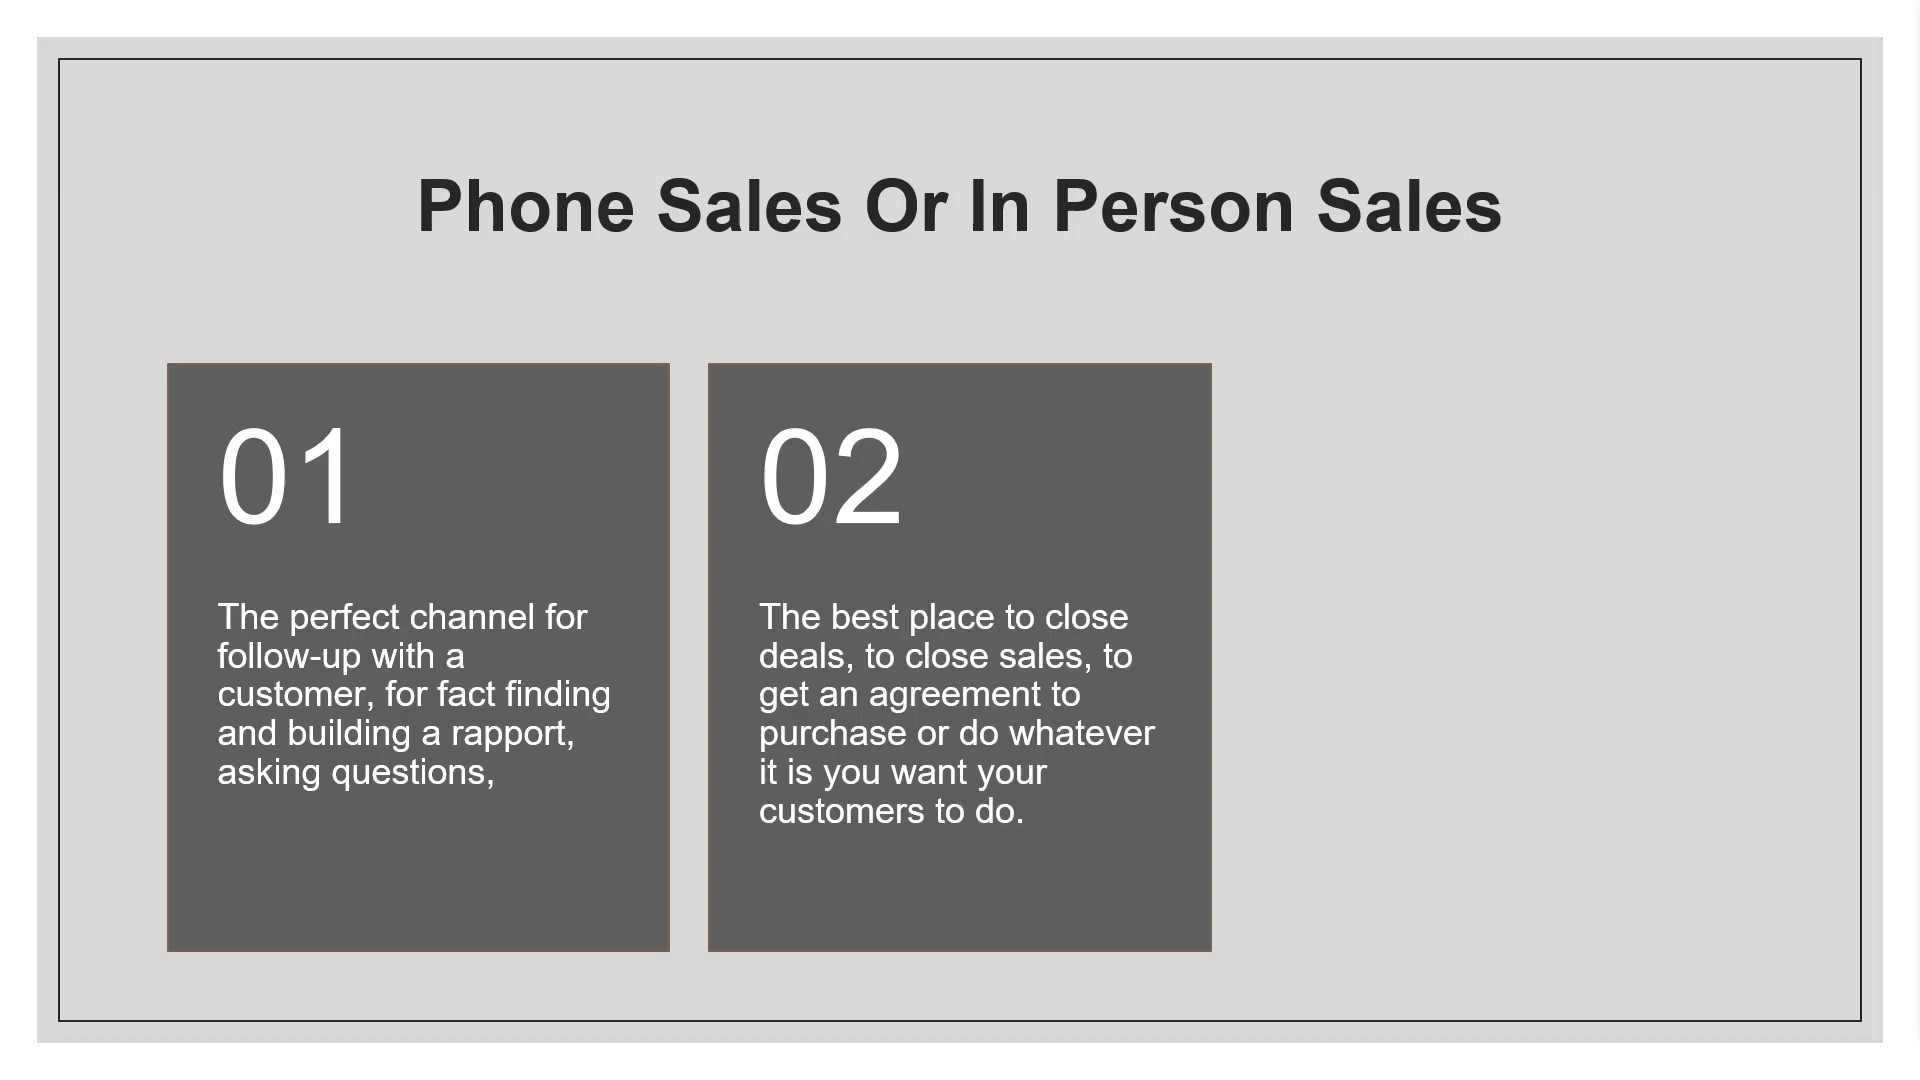 Phone Sales Or In Person Sales
01
The perfect channel for
follow-up with a
customer, for fact finding
and building a rapport,
asking questions,
02
The best place to close
deals, to close sales, to
get an agreement to
purchase or do whatever
it is you want your
customers to do.